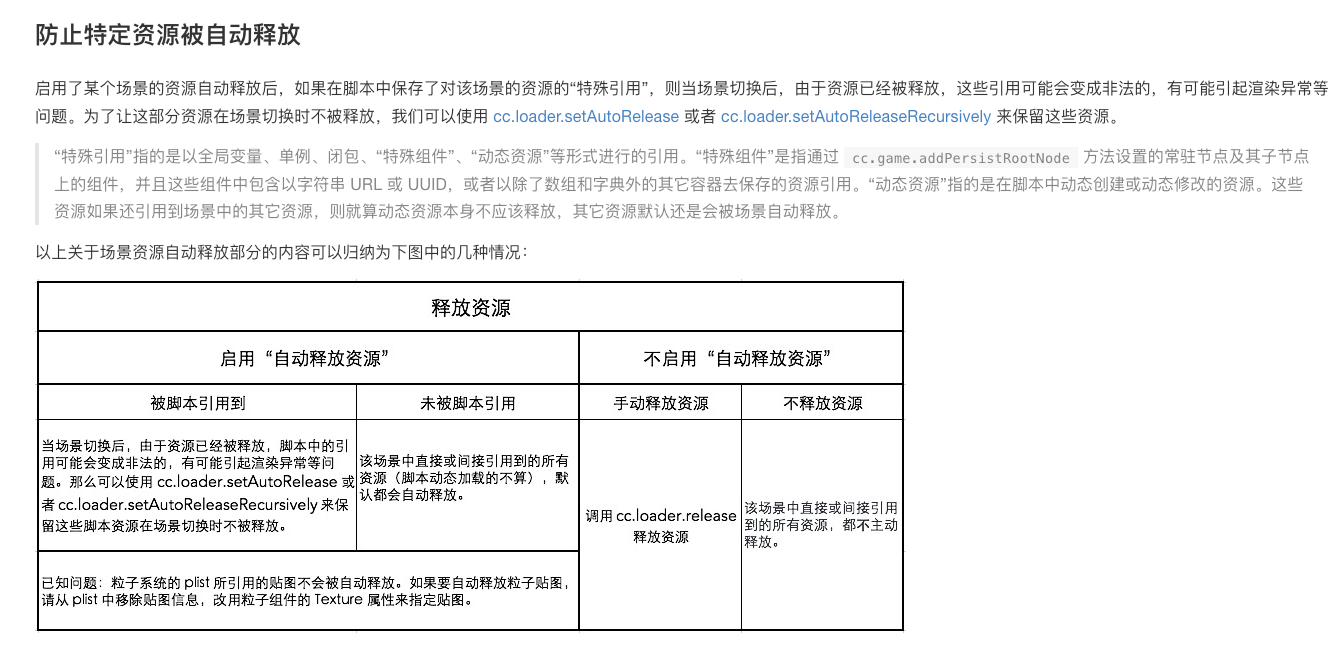 防止特定资源被自动释放
启用了某个场景的资源自动释放后，如果在脚本中保存了对该场景的资源的“特殊引用”，则当场景切换后，由于资源已经被释放，这些引用可能会变成非法的，有可能引起渲染异常等
问题。为了让这部分资源在场景切换时不被释放，我们可以使用 cc.loader.setAutoRelease 或者 cc.loader.setAutoReleaseRecursively 来保留这些资源。
“特殊引用”指的是以全局变量、单例、闭包、“特殊组件”、“动态资源”等形式进行的引用。“特殊组件”是指通过 cc.game.addPersistRootNode 方法设置的常驻节点及其子节点
上的组件，并且这些组件中包含以字符串 URL 或 UUID，或者以除了数组和字典外的其它容器去保存的资源引用。“动态资源”指的是在脚本中动态创建或动态修改的资源。这些
资源如果还引用到场景中的其它资源，则就算动态资源本身不应该释放，其它资源默认还是会被场景自动释放。
以上关于场景资源自动释放部分的内容可以归纳为下图中的几种情况：
释放资源
启用“自动释放资源”
不启用“自动释放资源”
被脚本引用到
未被脚本引用
手动释放资源
不释放资源
当场景切换后，由于资源已经被释放，脚本中的引
用可能会变成非法的，有可能引起渲染异常等问
题。那么可以使用 cc.loader.setAutoRelease 或
者 cc.loader.setAutoReleaseRecursively 来保
留这些脚本资源在场景切换时不被释放。
该场景中直接或间接引用到的所有
资源（脚本动态加载的不算），默
认都会自动释放。
调用 cc.loader.release
释放资源
该场景中直接或间接引用
到的所有资源，都不主动
释放。
已知问题：粒子系统的 plist 所引用的贴图不会被自动释放。如果要自动释放粒子贴图，
请从 plist 中移除贴图信息，改用粒子组件的 Texture 属性来指定贴图。